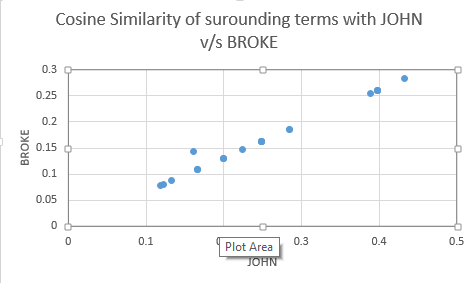 Cosine Similarity of surounding terms with JOHN
v/s BROKE
0.3
0.25
0.2
0.15
0.1
0.05
0
BROKE
0 0.1 0.3 0.4 0.5
Plot Area
JOHN